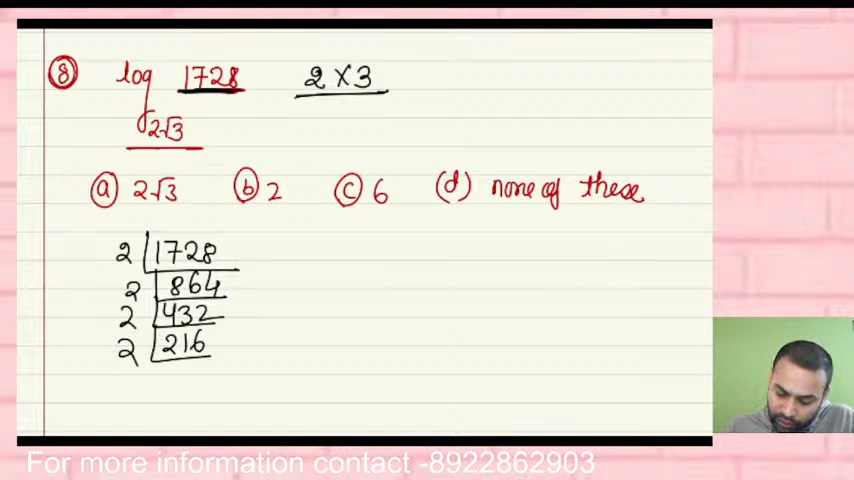 8 log 1728 2 × 3
2√3
a 2√3 b 2 c 6 (d) none of these
2 1728
2 864
2 432
2 216
For more information contact -8922862903